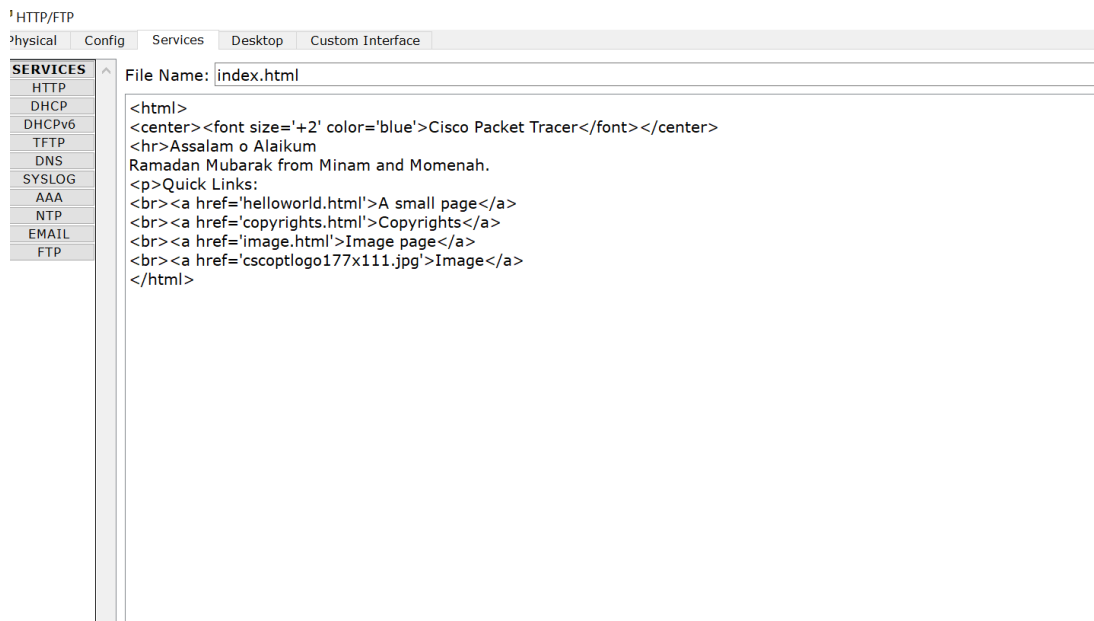 HTTP/FTP
Physical Config Services Desktop Custom Interface
SERVICES
HTTP
DHCP
DHCPv6
TFTP
DNS
SYSLOG
AAA
NTP
EMAIL
FTP
File Name: index.html
<html>
<center><font size='+2' color='blue'>Cisco Packet Tracer</font></center>
<hr>Assalam o Alaikum
Ramadan Mubarak from Minam and Momenah.
<p>Quick Links:
<br><a href='helloworld.html'>A small page</a>
<br><a href='copyrights.html'>Copyrights</a>
<br><a href='image.html'>Image page</a>
<br><a href='cscoptlogo177x111.jpg'>Image</a>
</html>